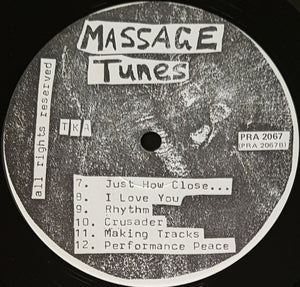 MASSAGE
Tunes
all rights reserved
TKA
PRA 2067
(PRA 2067B)
7. Just How Close...
8. I Love You
9. Rhythm
10. Crusader
11. Making Tracks
12. Performance Peace